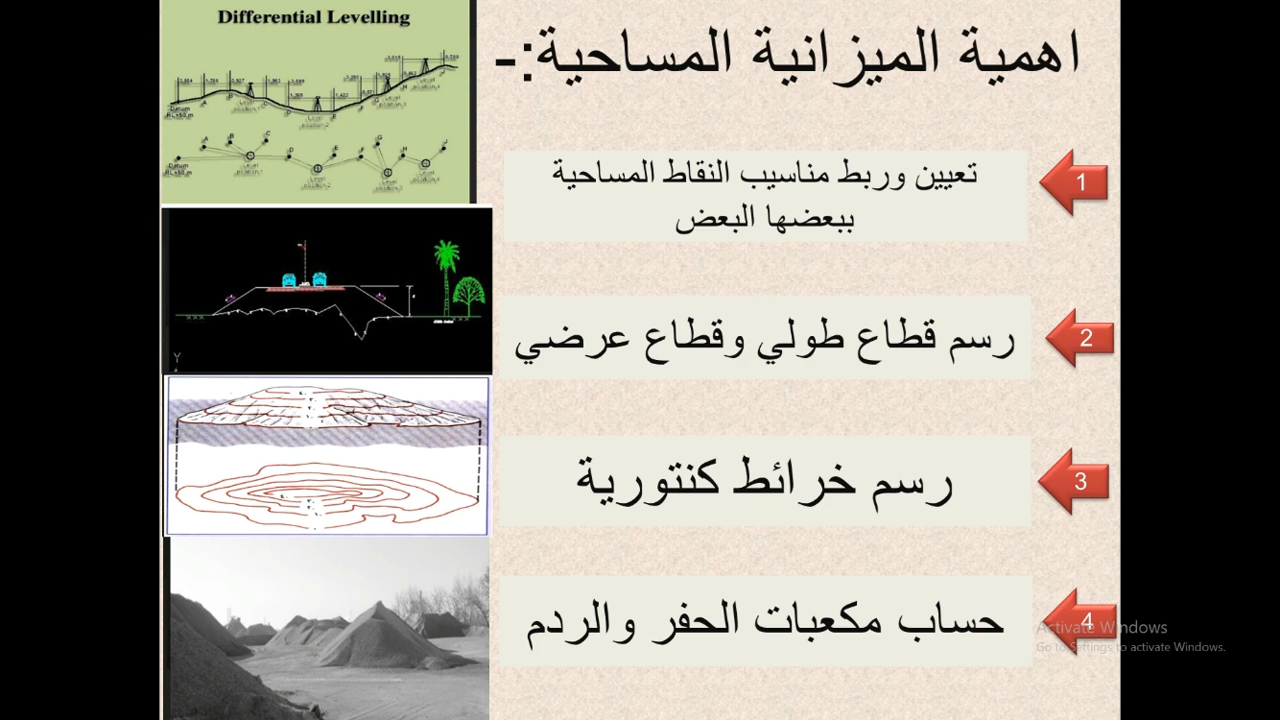 Differential Levelling
اهمية الميزانية المساحية:-
1
تعيين وربط مناسيب النقاط المساحية
ببعضها البعض
2
رسم قطاع طولي وقطاع عرضي
3
رسم خرائط كنتورية
4
حساب مكعبات الحفر والردم
Activate Windows
Go to Settings to activate Windows.